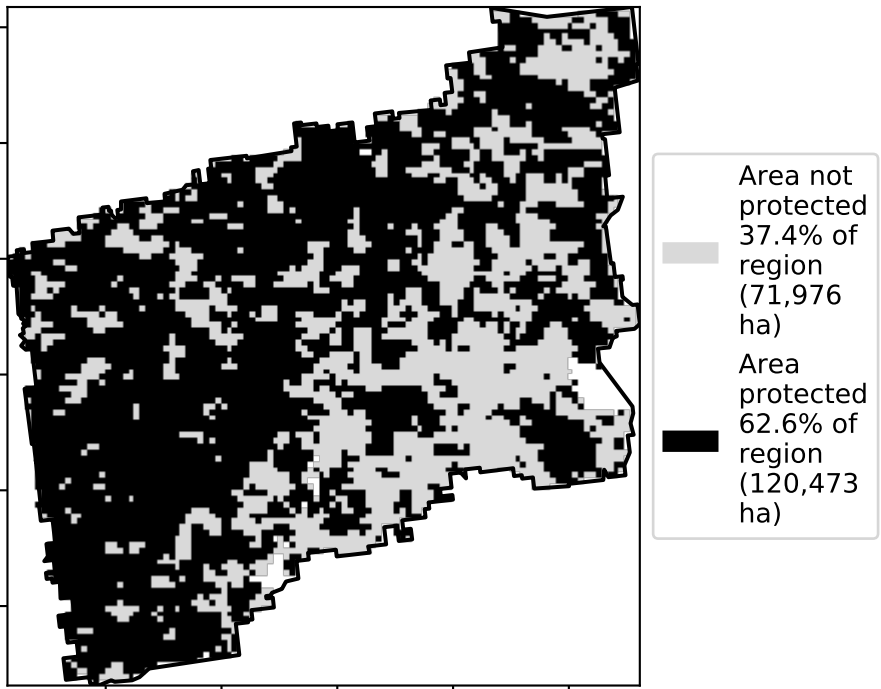 Area not
protected
37.4% of
region
(71,976
ha)
Area
protected
62.6% of
region
(120,473
ha)